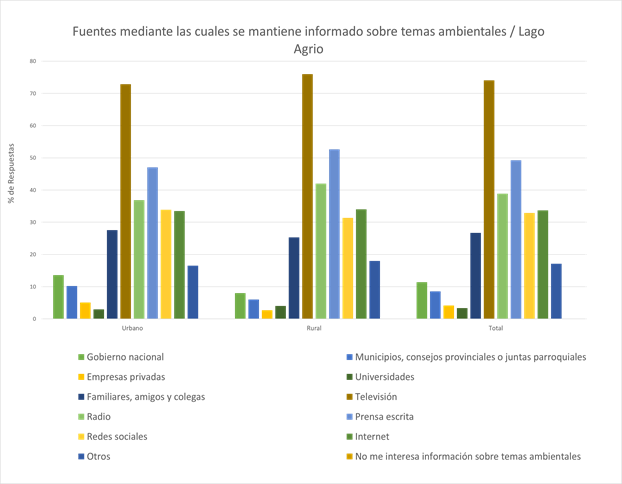 Fuentes mediante las cuales se mantiene informado sobre temas ambientales / Lago
Agrio
% de Respuestas
80
70
60
50
40
30
20
10
0
Urbano
Rural
Total
Gobierno nacional
Municipios, consejos provinciales o juntas parroquiales
Empresas privadas
Universidades
Familiares, amigos y colegas
Televisión
Radio
Prensa escrita
Redes sociales
Internet
Otros
No me interesa información sobre temas ambientales